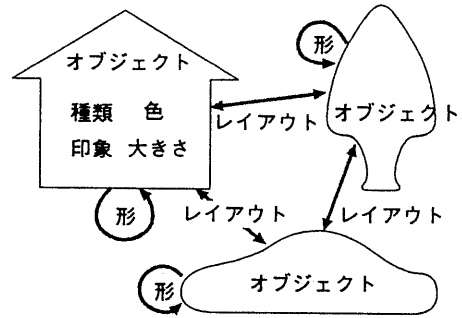 オブジェクト
種類 色
印象 大きさ
形
形
オブジェクト
レイアウト
レイアウト
レイアウト
形
オブジェクト